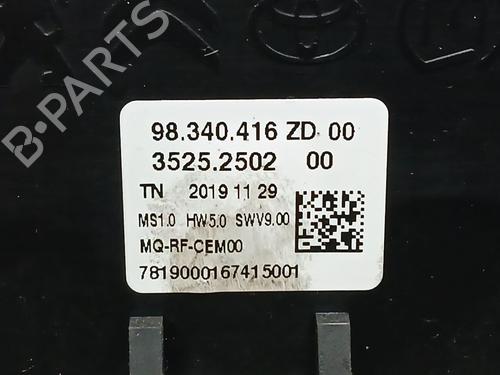 98.340.416 ZD 00
3525.2502 00
TN 2019 11 29
MS1.0 HW5.0 SWV9.00
MQ-RF-CEM00
7819000167415001
B-PARTS